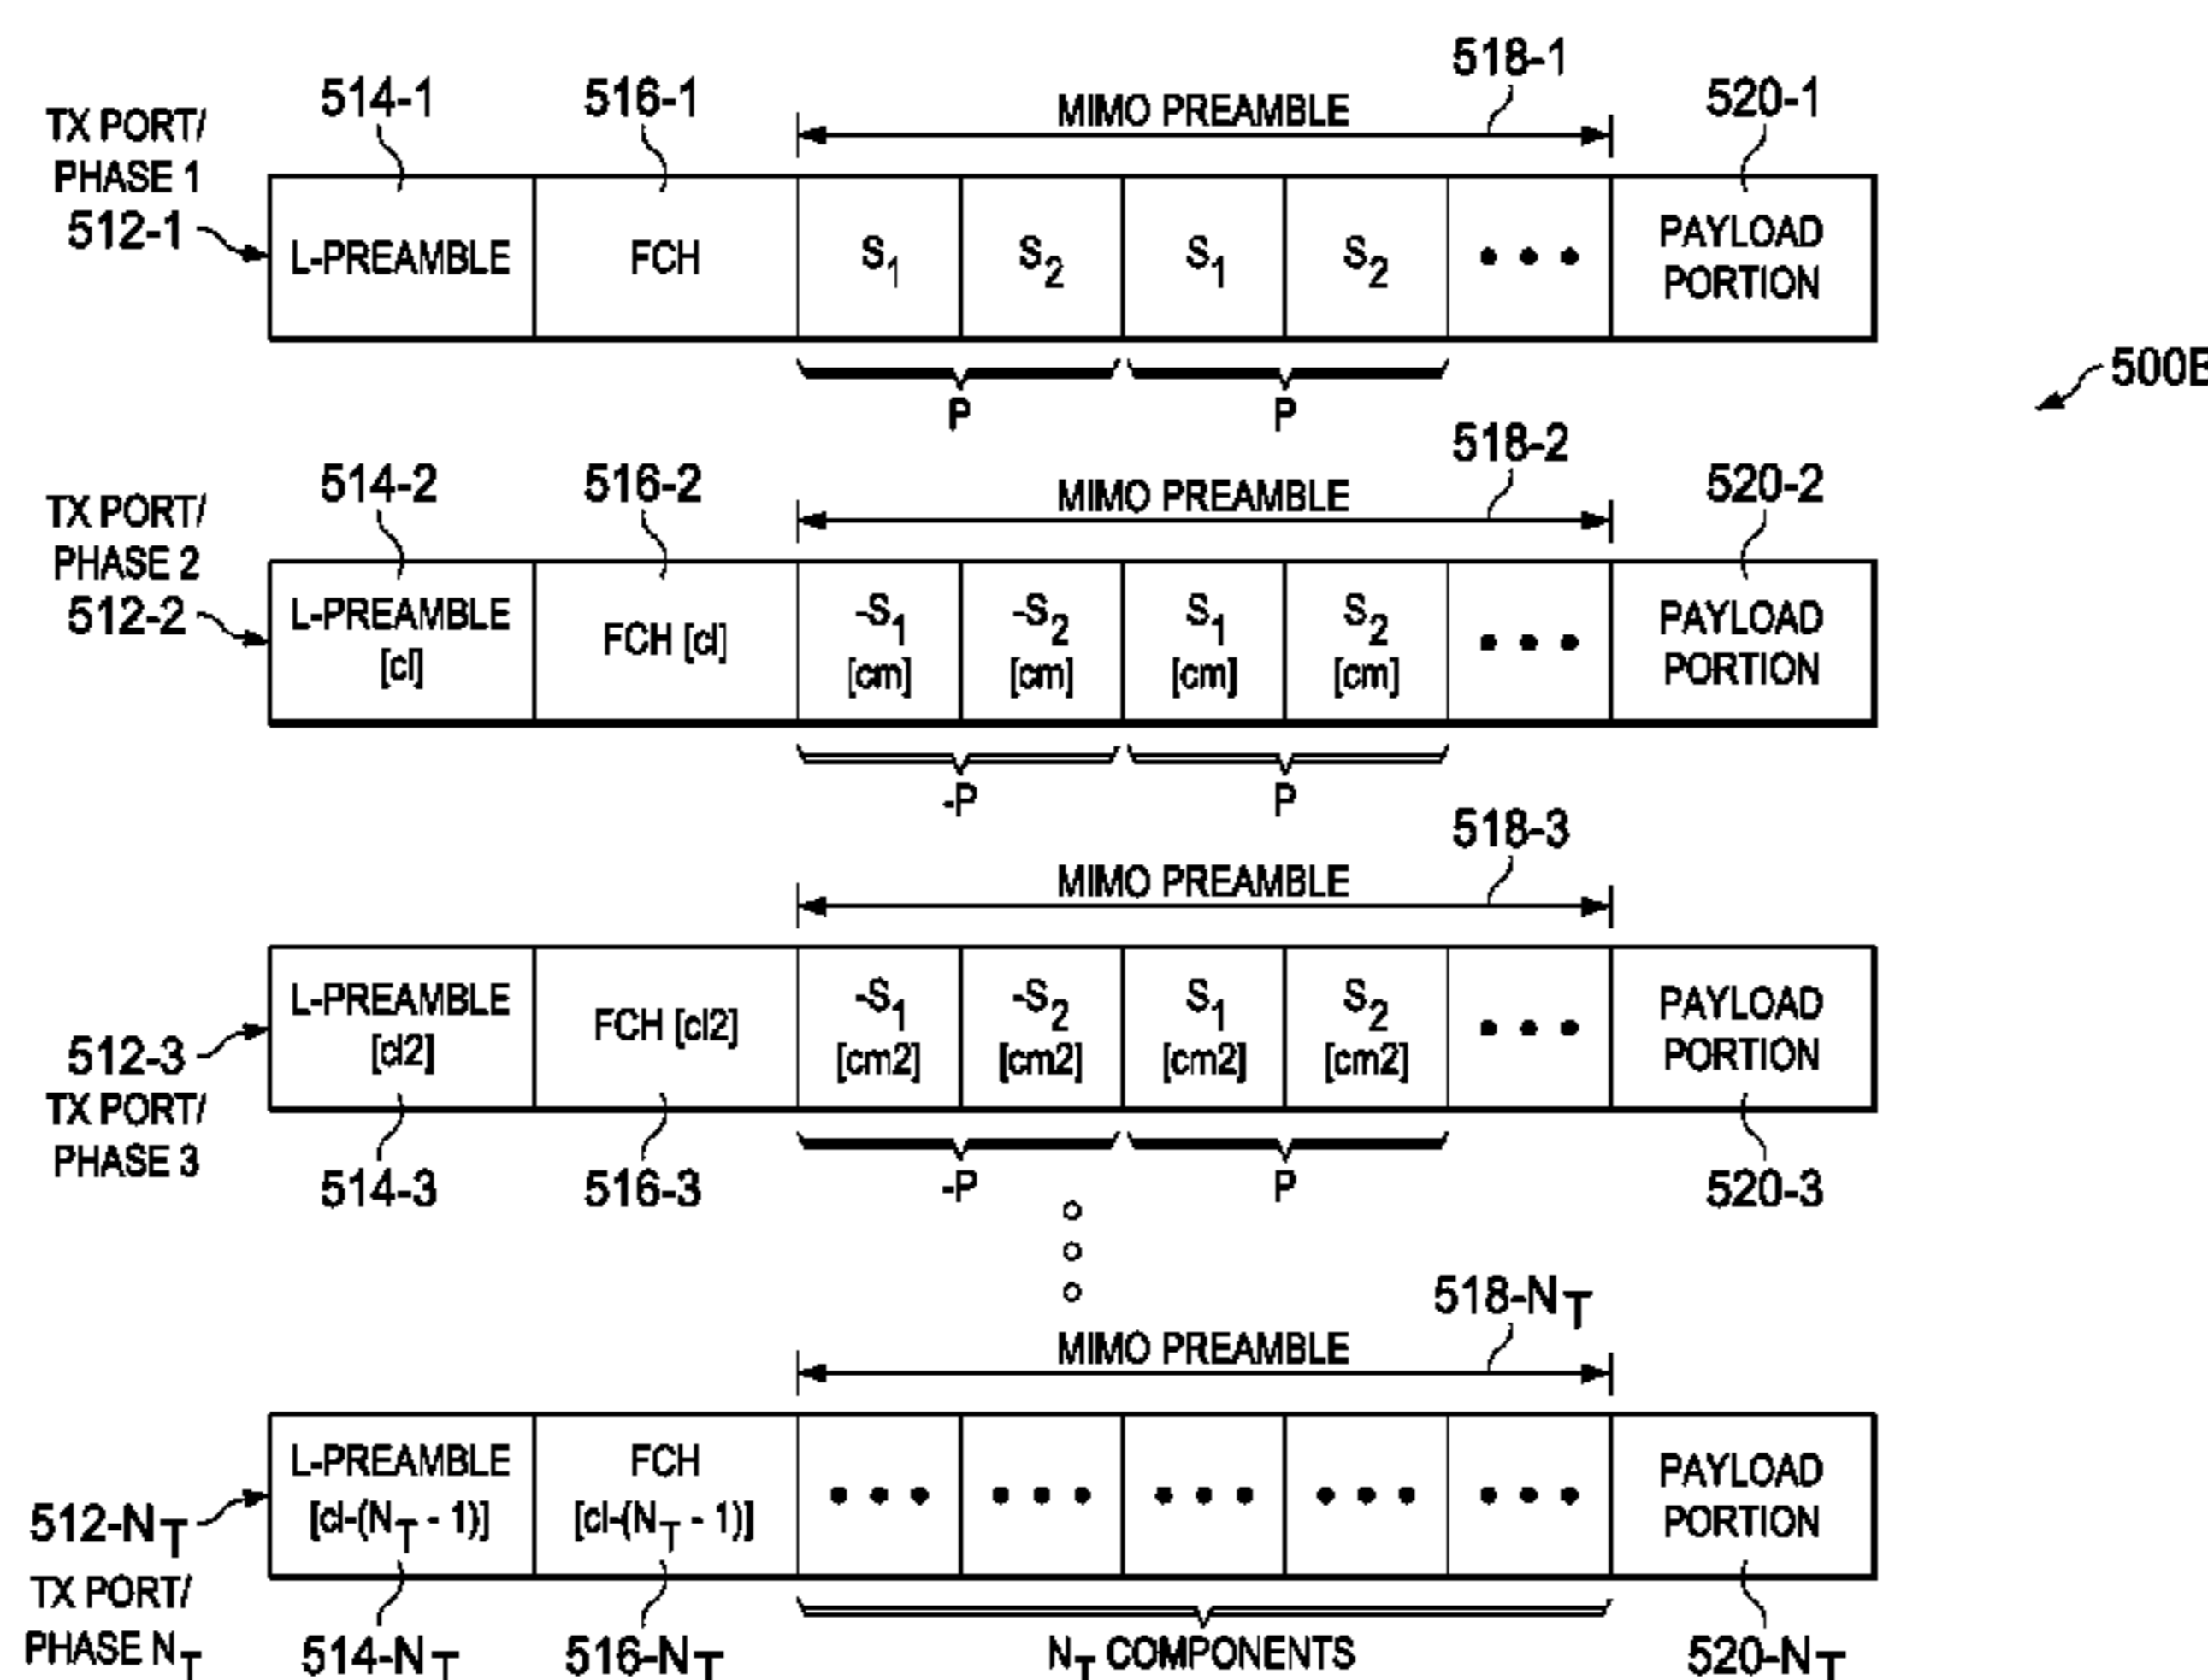 518-1
514-1 516-1 MIMO PREAMBLE 520-1
TX PORT/
PHASE 1
512-1
L-PREAMBLE FCH S1 S2 S1 S2 • • • PAYLOAD
PORTION
P P
500B
518-2
514-2 516-2 MIMO PREAMBLE 520-2
TX PORT/
PHASE 2
512-2
L-PREAMBLE
[cl]
FCH [cl]
-S1
[cm]
-S2
[cm]
S1
[cm]
S2
[cm]
• • •
PAYLOAD
PORTION
-P P
518-3
MIMO PREAMBLE
512-3
TX PORT/
PHASE 3
L-PREAMBLE
[cl2]
FCH [cl2]
-S1
[cm2]
-S2
[cm2]
S1
[cm2]
S2
[cm2]
• • •
PAYLOAD
PORTION
-P P
514-3 516-3 520-3
518-NT
MIMO PREAMBLE
512-NT
TX PORT/
PHASE NT
L-PREAMBLE
[cl-(NT - 1)]
FCH
[cl-(NT - 1)]
• • • • • • • • • • • • • • •
PAYLOAD
PORTION
514-NT 516-NT NT COMPONENTS 520-NT